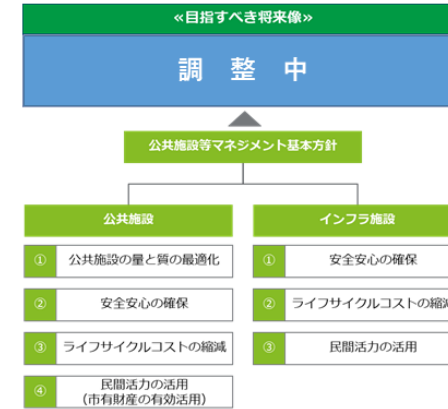 ≪目指すべき将来像≫
調 整 中
公共施設等マネジメント基本方針
公共施設
インフラ施設
① 公共施設の量と質の最適化
① 安全安心の確保
② 安全安心の確保
② ライフサイクルコストの縮減
③ ライフサイクルコストの縮減
③ 民間活力の活用
④ 民間活力の活用
(市有財産の有効活用)